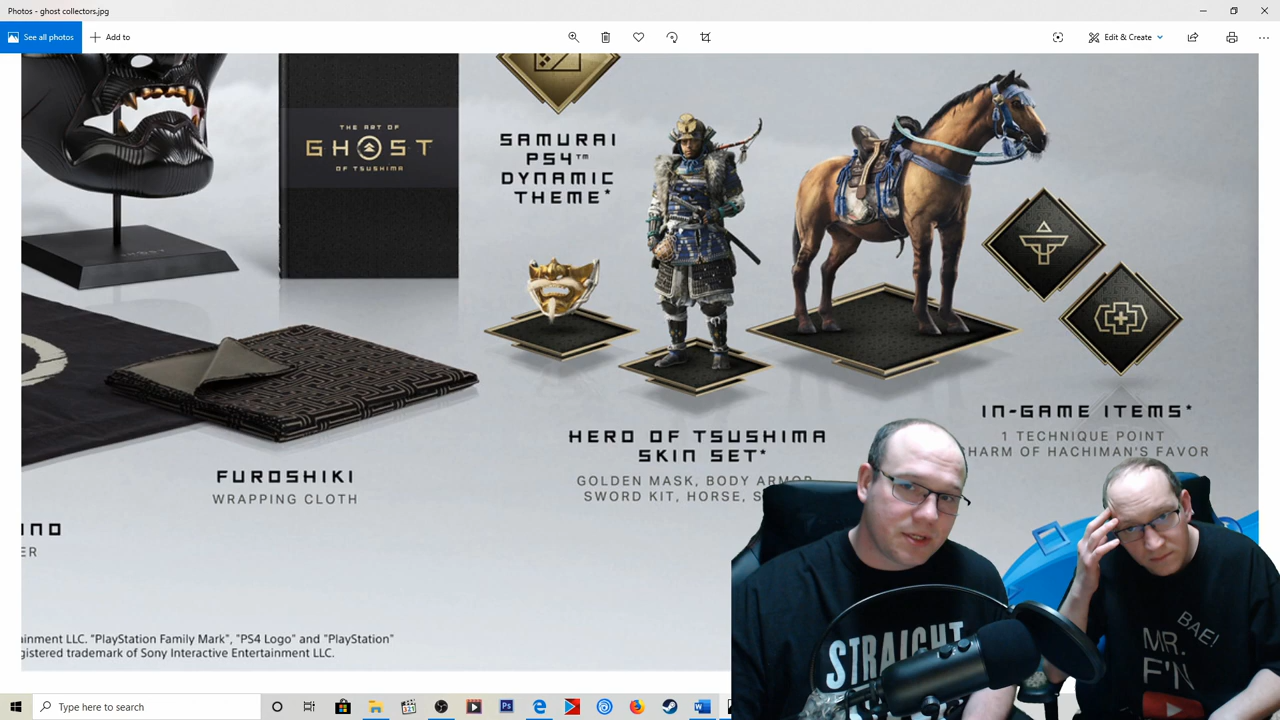 Photos - ghost collectors.jpg
See all photos
Add to
Edit & Create
THE ART OF
GHOST
OF TSUSHIMA
SAMURAI
PS4™
DYNAMIC
THEME*
FUROSHIKI
WRAPPING CLOTH
HERO OF TSUSHIMA
SKIN SET*
GOLDEN MASK, BODY ARMOR
SWORD KIT, HORSE,
IN-GAME ITEMS*
1 TECHNIQUE POINT
HARM OF HACHIMAN'S FAVOR
INO
ER
ainment LLC. "PlayStation Family Mark", "PS4 Logo" and "PlayStation"
gistered trademark of Sony Interactive Entertainment LLC.
STRAIGHT
BAE!
MR.
F'N
Type here to search